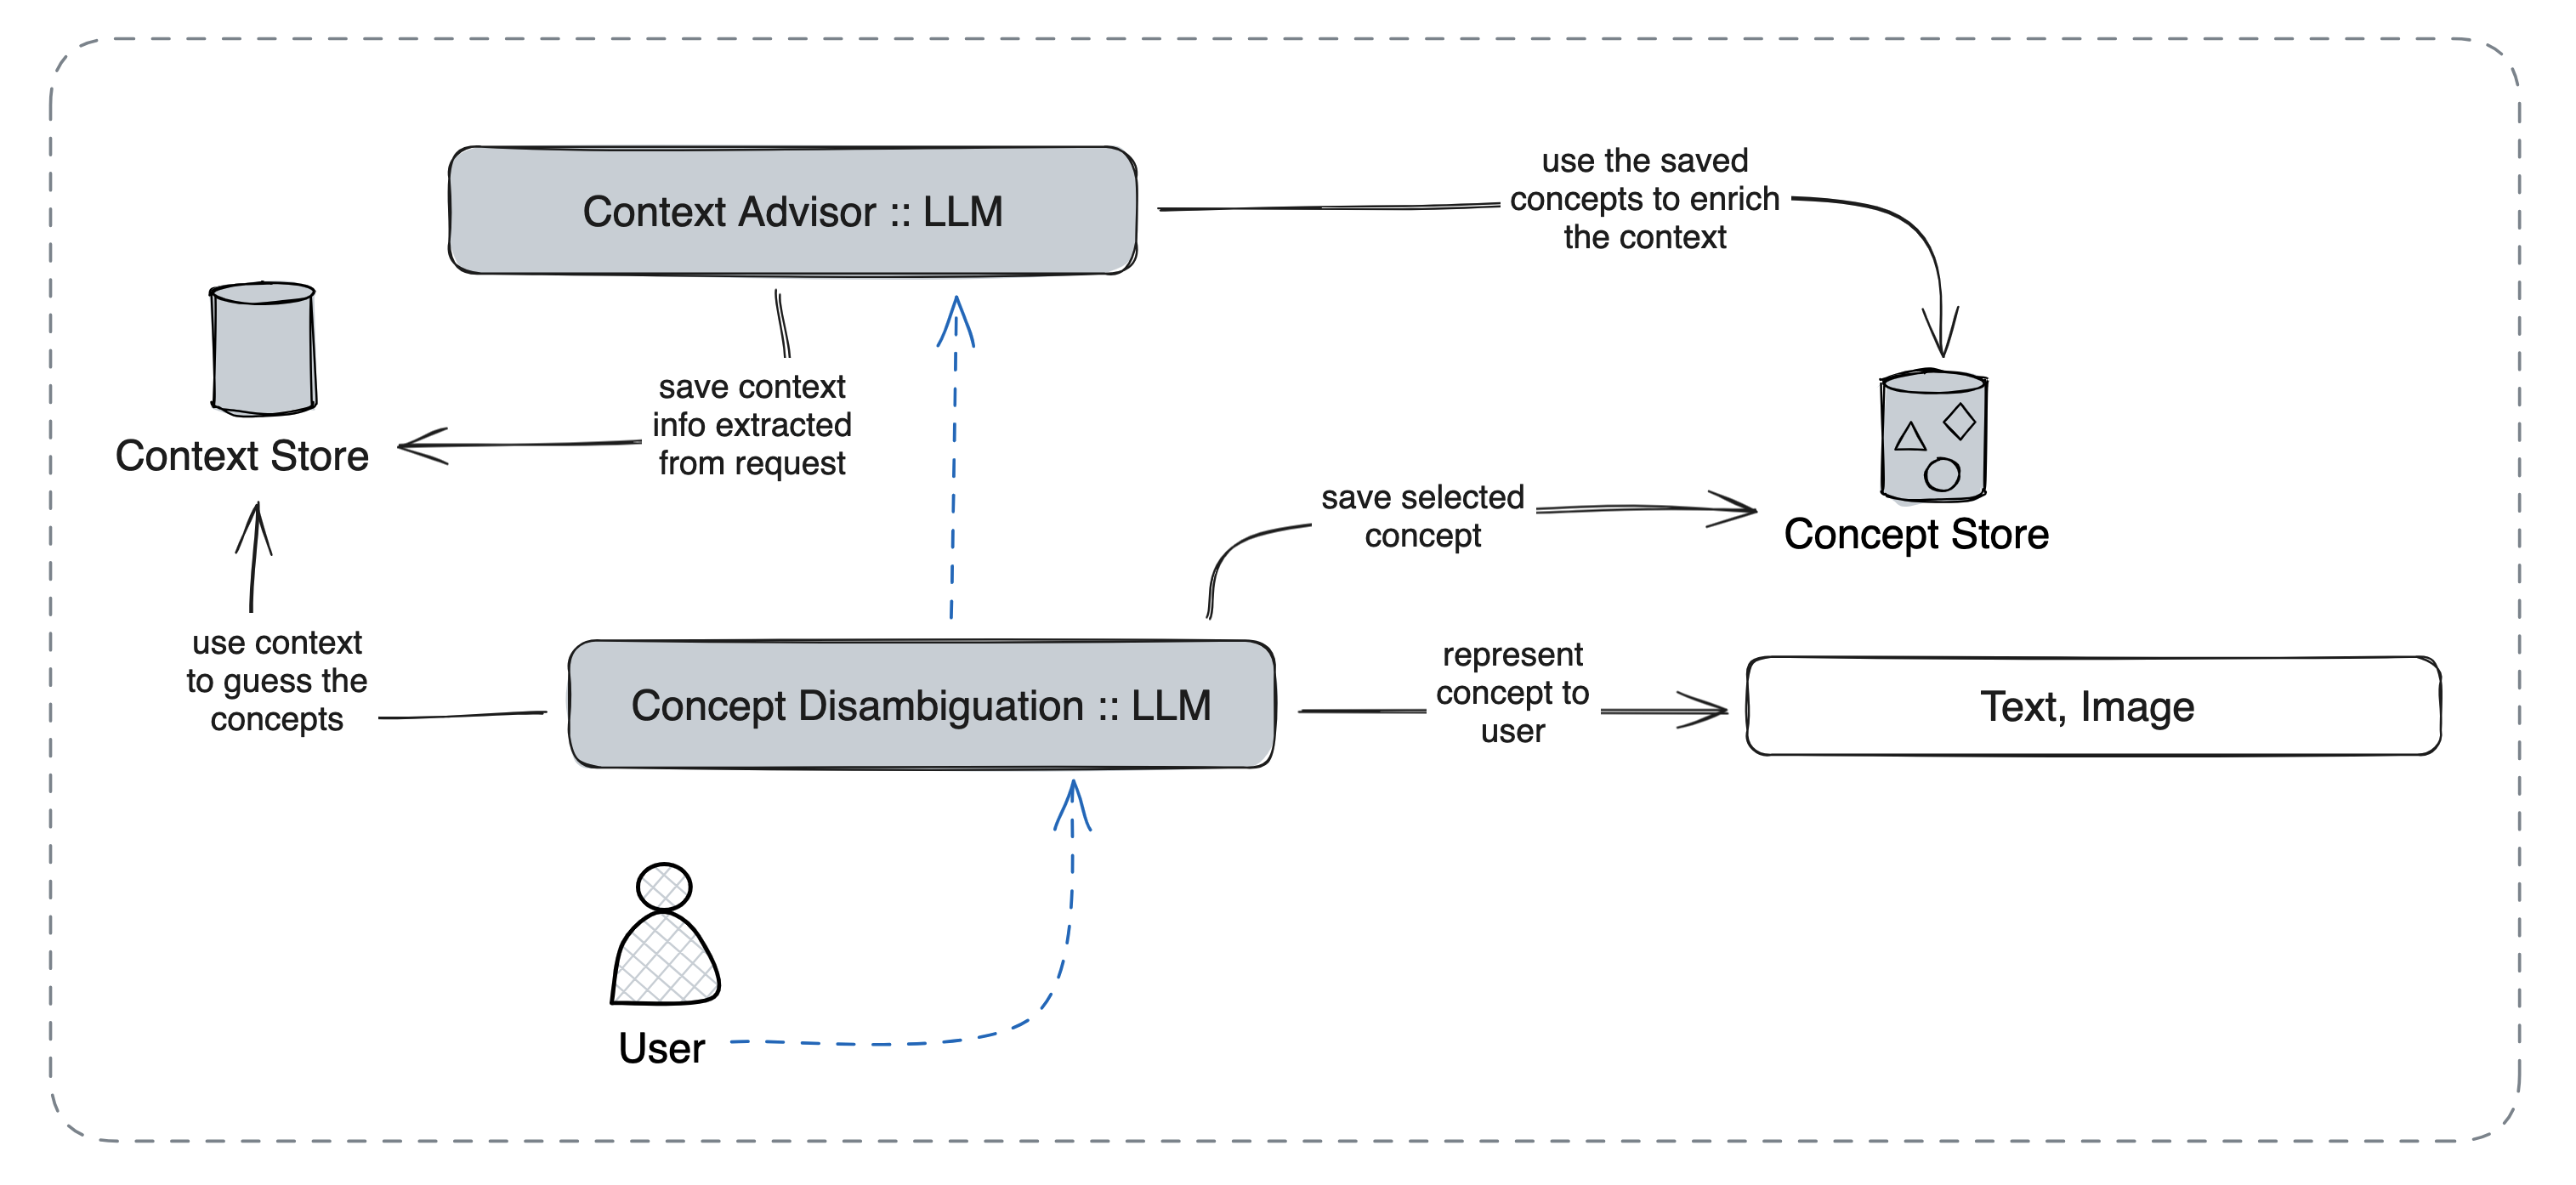 Context Advisor :: LLM
use the saved
concepts to enrich
the context
save context
info extracted
from request
Context Store
save selected
concept
Concept Store
use context
to guess the
concepts
Concept Disambiguation :: LLM
represent
concept to
user
Text, Image
User